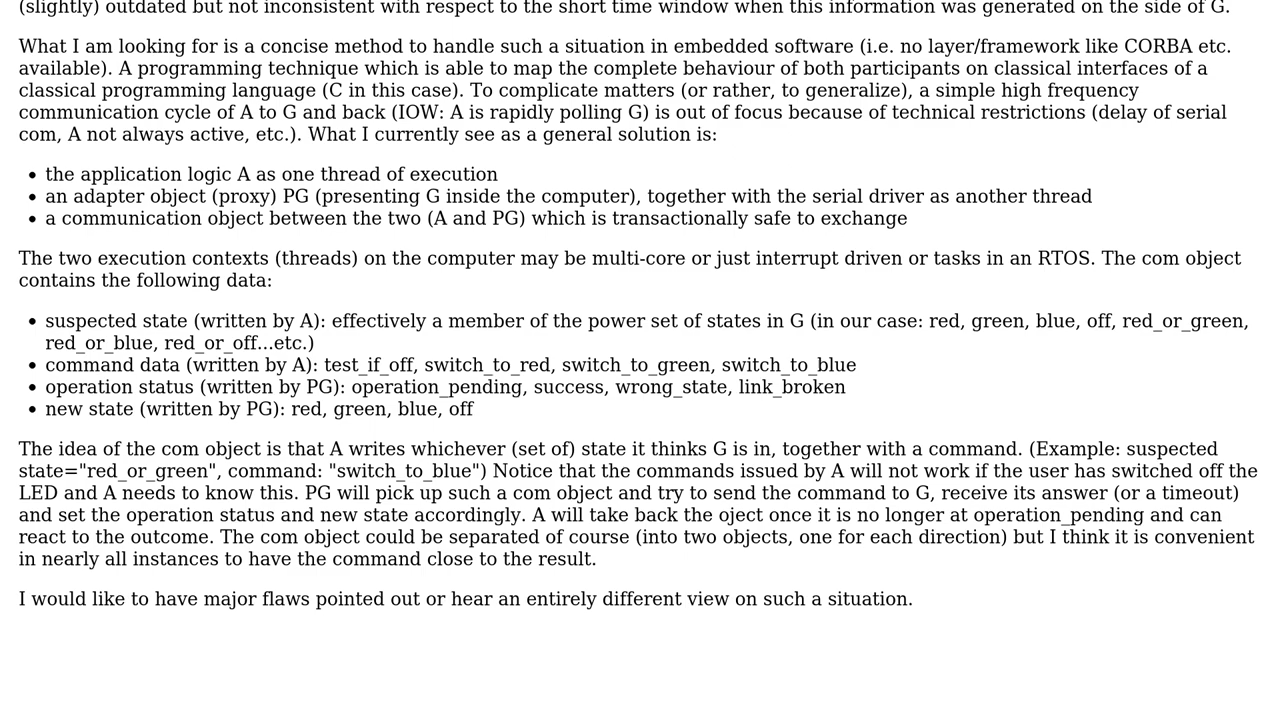 (slightly) outdated but not inconsistent with respect to the short time window when this information was generated on the side of G.
What I am looking for is a concise method to handle such a situation in embedded software (i.e. no layer/framework like CORBA etc.
available). A programming technique which is able to map the complete behaviour of both participants on classical interfaces of a
classical programming language (C in this case). To complicate matters (or rather, to generalize), a simple high frequency
communication cycle of A to G and back (IOW: A is rapidly polling G) is out of focus because of technical restrictions (delay of serial
com, A not always active, etc.). What I currently see as a general solution is:
• the application logic A as one thread of execution
• an adapter object (proxy) PG (presenting G inside the computer), together with the serial driver as another thread
• a communication object between the two (A and PG) which is transactionally safe to exchange
The two execution contexts (threads) on the computer may be multi-core or just interrupt driven or tasks in an RTOS. The com object
contains the following data:
• suspected state (written by A): effectively a member of the power set of states in G (in our case: red, green, blue, off, red_or_green,
red_or_blue, red_or_off...etc.)
• command data (written by A): test_if_off, switch_to_red, switch_to_green, switch_to_blue
• operation status (written by PG): operation_pending, success, wrong_state, link_broken
• new state (written by PG): red, green, blue, off
The idea of the com object is that A writes whichever (set of) state it thinks G is in, together with a command. (Example: suspected
state="red_or_green", command: "switch_to_blue") Notice that the commands issued by A will not work if the user has switched off the
LED and A needs to know this. PG will pick up such a com object and try to send the command to G, receive its answer (or a timeout)
and set the operation status and new state accordingly. A will take back the oject once it is no longer at operation_pending and can
react to the outcome. The com object could be separated of course (into two objects, one for each direction) but I think it is convenient
in nearly all instances to have the command close to the result.
I would like to have major flaws pointed out or hear an entirely different view on such a situation.